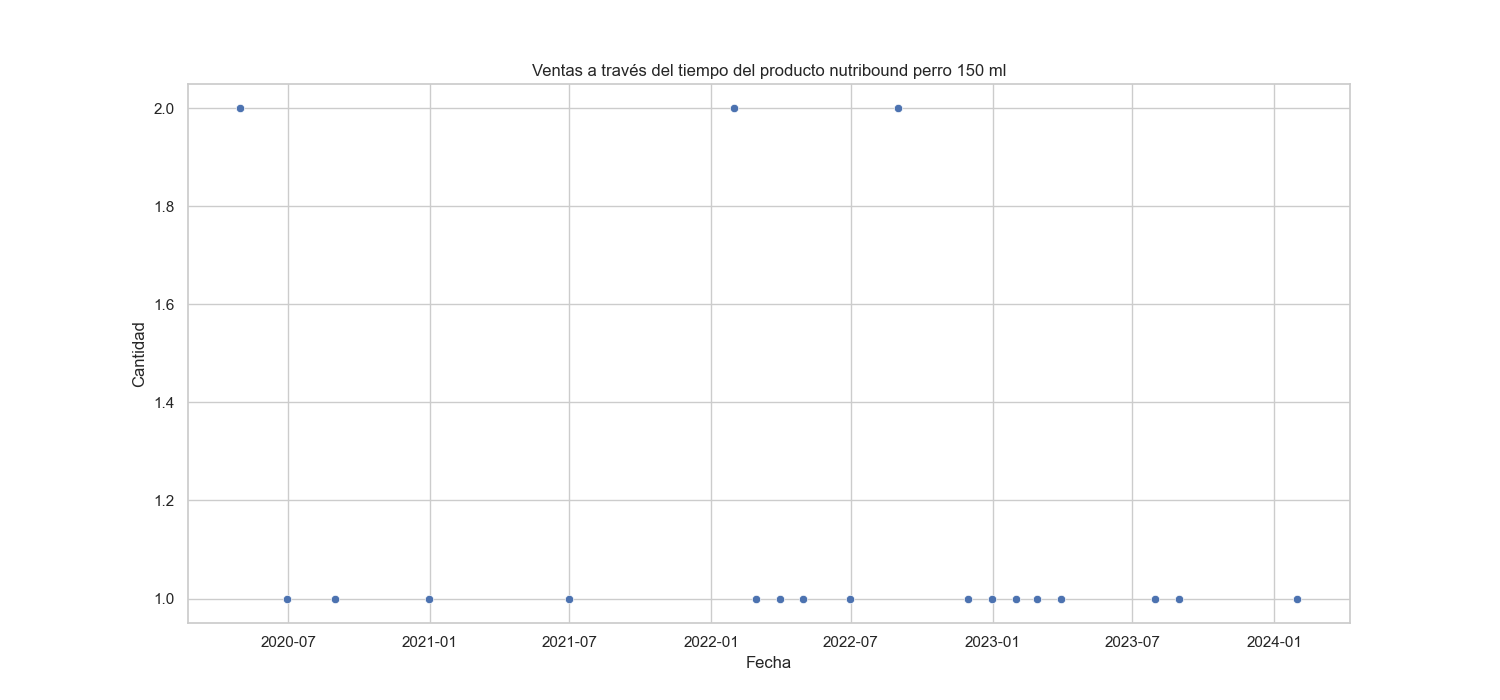 Ventas a través del tiempo del producto nutribound perro 150 ml
2.0
1.8
1.6
1.4
1.2
1.0
Cantidad
2020-07 2021-01 2021-07 2022-01 2022-07 2023-01 2023-07 2024-01
Fecha